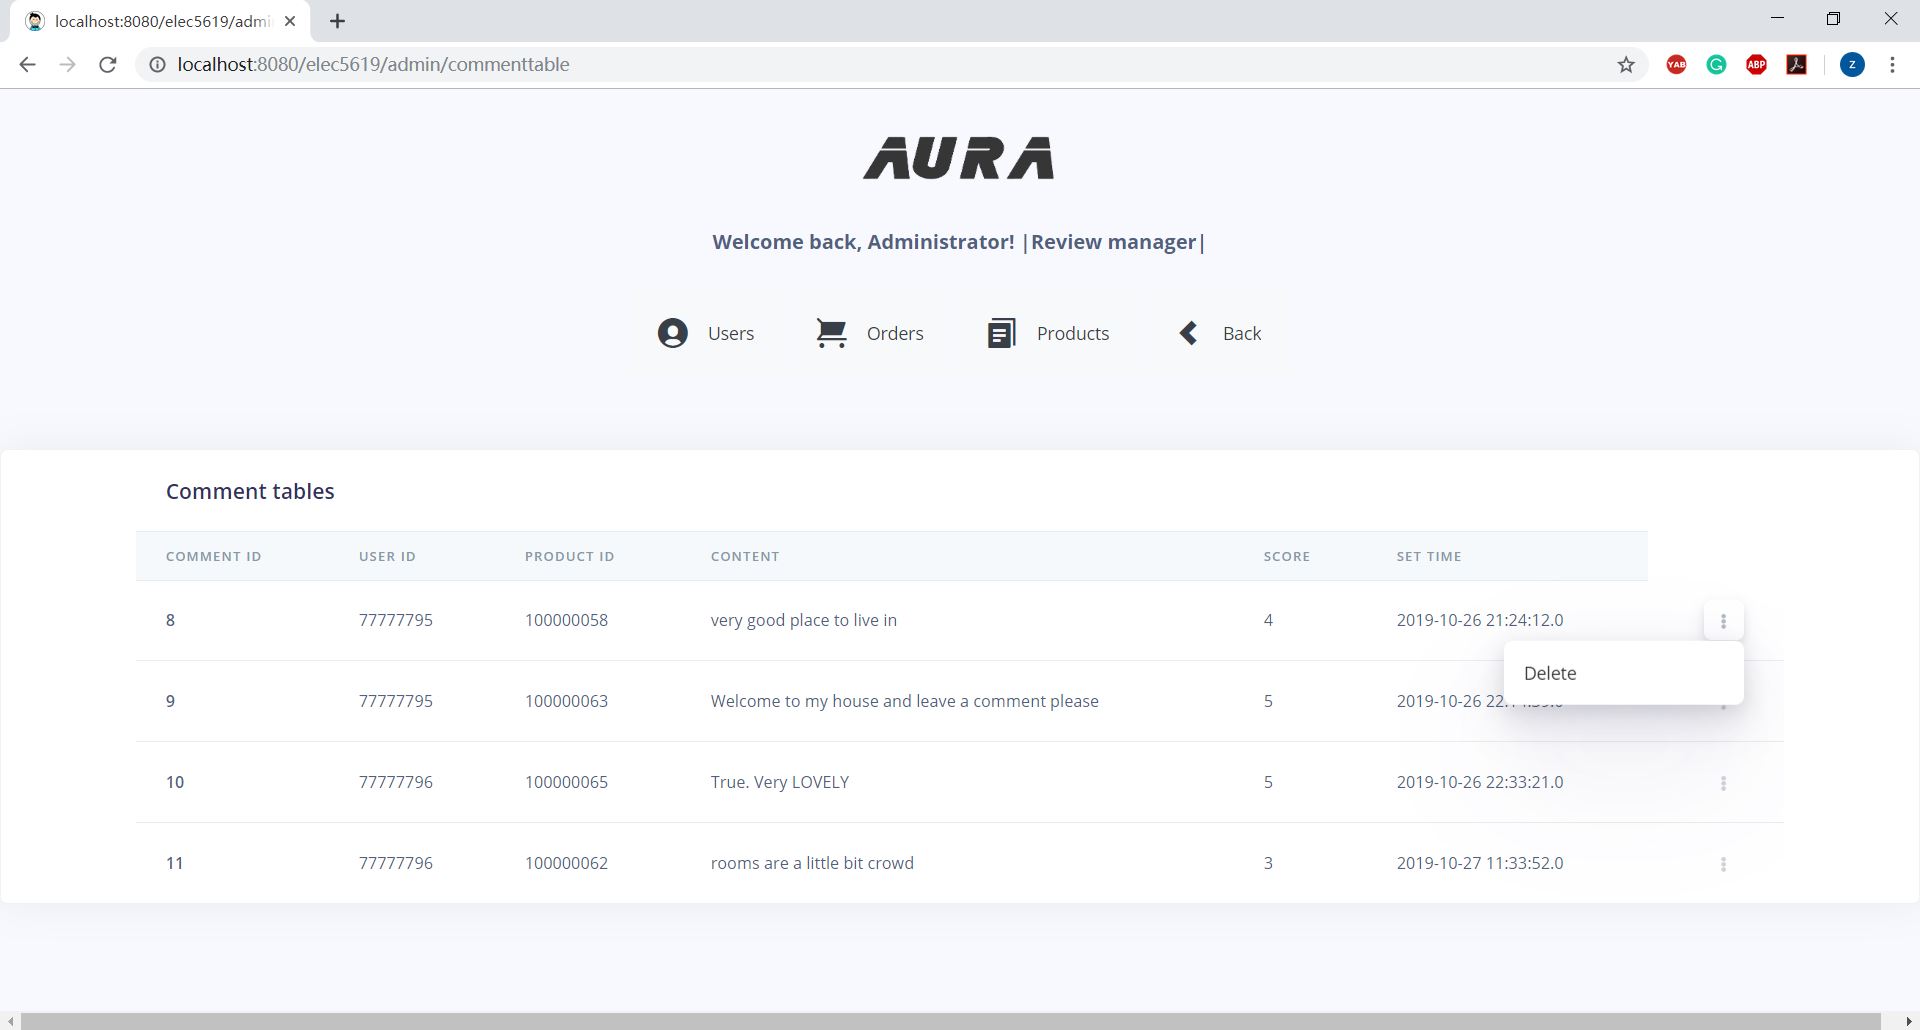 localhost:8080/elec5619/admi
localhost:8080/elec5619/admin/commenttable
YAB
G
ABP
Z
AURA
Welcome back, Administrator! |Review manager|
Users Orders Products Back
Comment tables
COMMENT ID USER ID PRODUCT ID CONTENT SCORE SET TIME
8 77777795 100000058 very good place to live in 4 2019-10-26 21:24:12.0
Delete
9 77777795 100000063 Welcome to my house and leave a comment please 5 2019-10-26
10 77777796 100000065 True. Very LOVELY 5 2019-10-26 22:33:21.0
11 77777796 100000062 rooms are a little bit crowd 3 2019-10-27 11:33:52.0